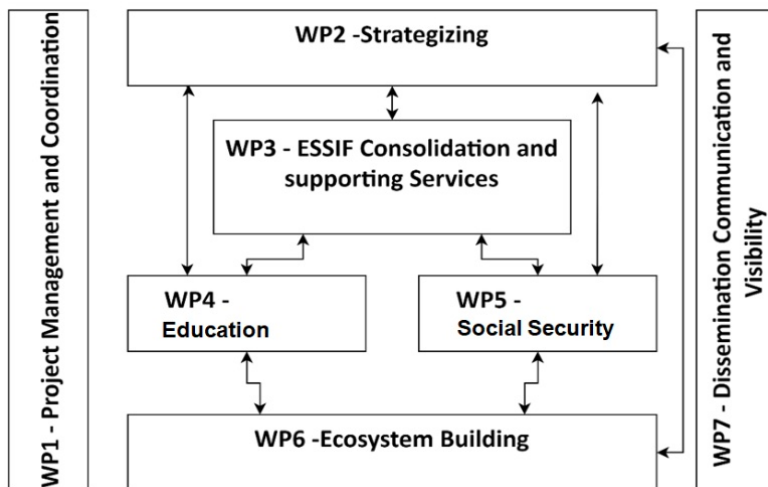 WP1 - Project Management and Coordination
WP2 -Strategizing
WP3 - ESSIF Consolidation and
supporting Services
WP4 -
Education
WP5 -
Social Security
WP6 -Ecosystem Building
WP7 - Dissemination Communication and
Visibility